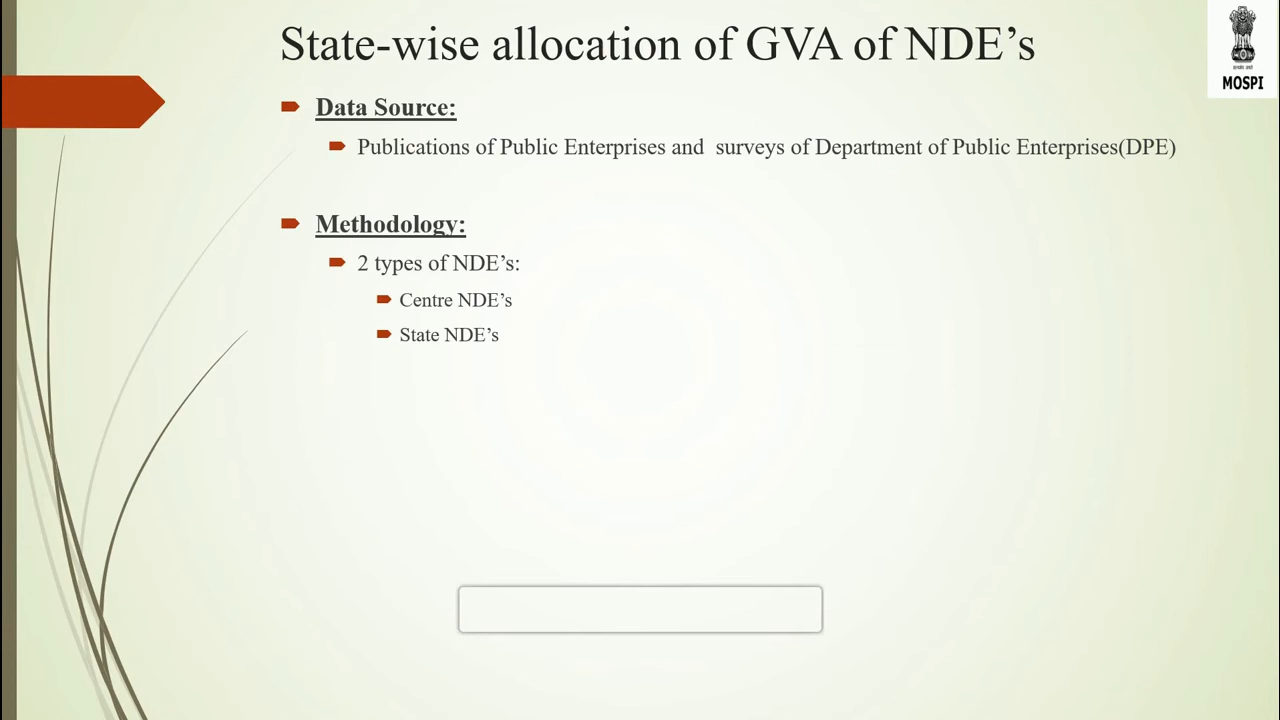 State-wise allocation of GVA of NDE’s
MOSPI
Data Source:
Publications of Public Enterprises and surveys of Department of Public Enterprises(DPE)
Methodology:
2 types of NDE’s:
Centre NDE’s
State NDE’s